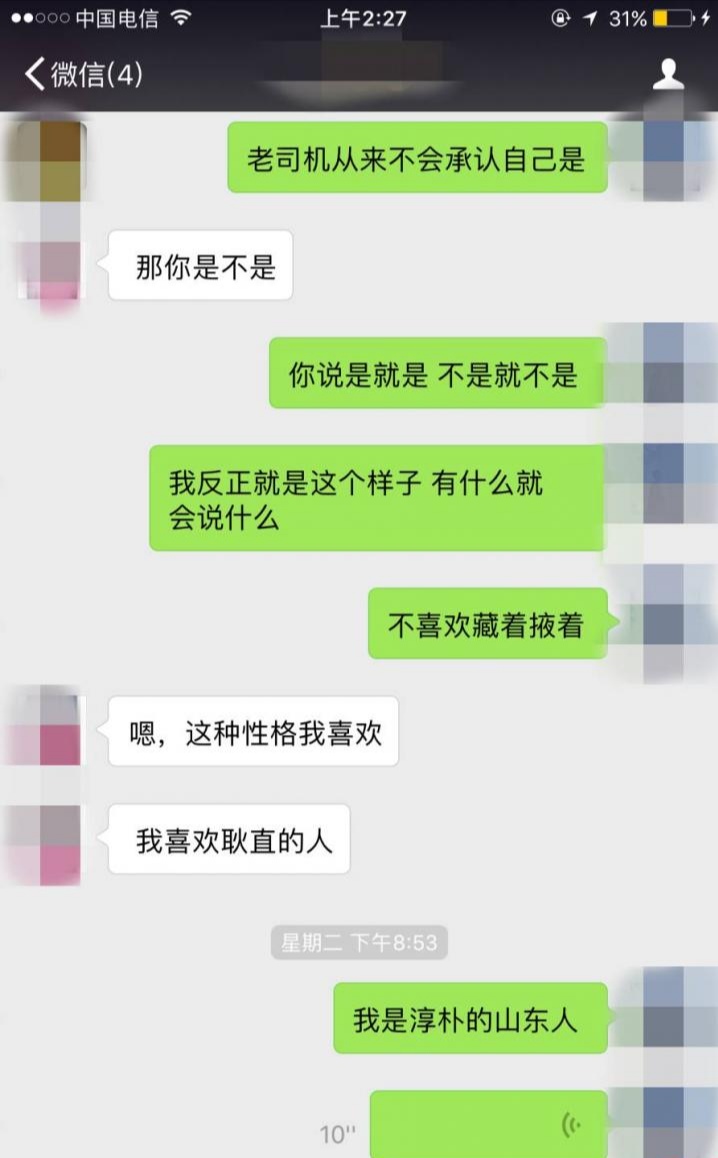 中国电信
上午2:27
31%
微信(4)
老司机从来不会承认自己是
那你是不是
你说是就是 不是就不是
我反正就是这个样子 有什么就
会说什么
不喜欢藏着掖着
嗯，这种性格我喜欢
我喜欢耿直的人
星期二 下午8:53
我是淳朴的山东人
10''